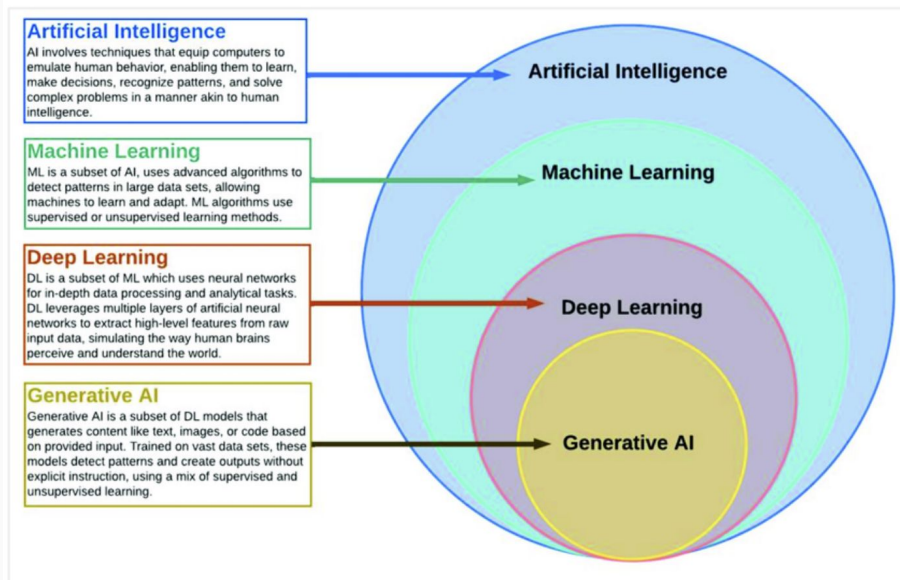 Artificial Intelligence
AI involves techniques that equip computers to
emulate human behavior, enabling them to learn,
make decisions, recognize patterns, and solve
complex problems in a manner akin to human
intelligence.
Machine Learning
ML is a subset of AI, uses advanced algorithms to
detect patterns in large data sets, allowing
machines to learn and adapt. ML algorithms use
supervised or unsupervised learning methods.
Deep Learning
DL is a subset of ML which uses neural networks
for in-depth data processing and analytical tasks.
DL leverages multiple layers of artificial neural
networks to extract high-level features from raw
input data, simulating the way human brains
perceive and understand the world.
Generative AI
Generative AI is a subset of DL models that
generates content like text, images, or code based
on provided input. Trained on vast data sets, these
models detect patterns and create outputs without
explicit instruction, using a mix of supervised and
unsupervised learning.
Artificial Intelligence
Machine Learning
Deep Learning
Generative AI